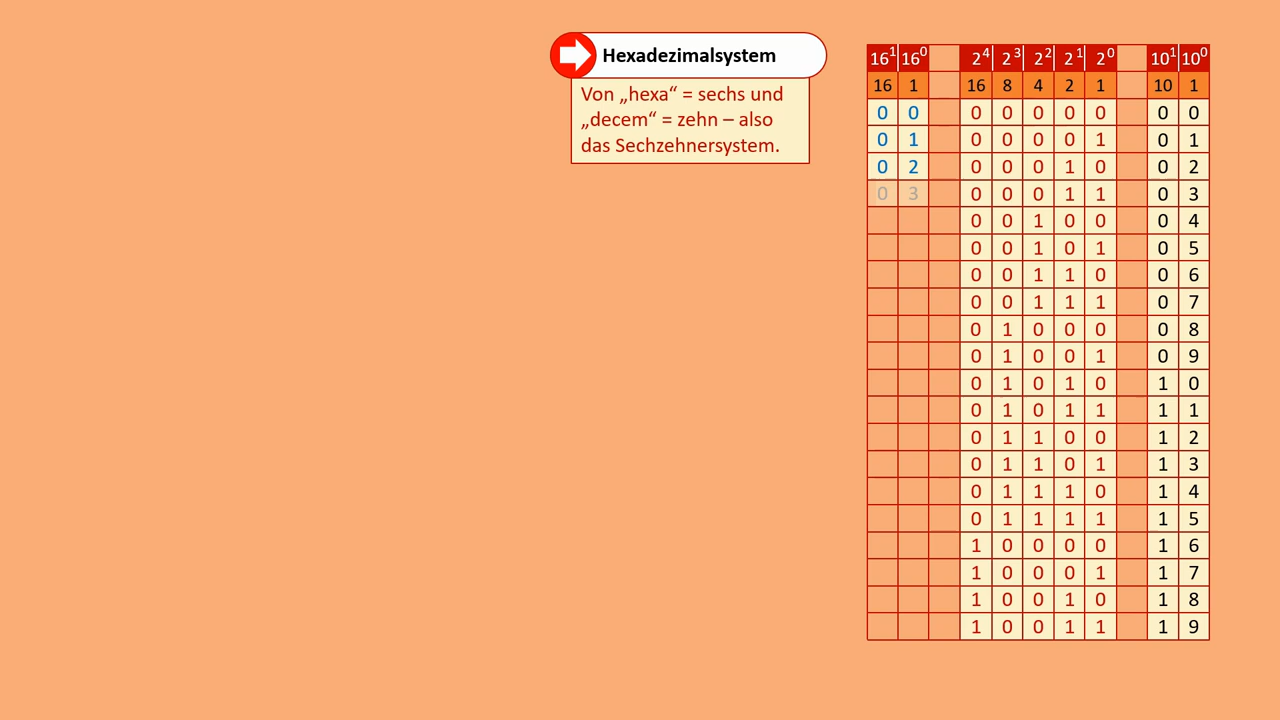 Hexadezimalsystem
Von „hexa“ = sechs und
„decem“ = zehn – also
das Sechzehnersystem.
16¹ 16⁰ 2⁴ 2³ 2² 2¹ 2⁰ 10¹ 10⁰
16 1 16 8 4 2 1 10 1
0 0 0 0 0 0 0 0 0
0 1 0 0 0 0 1 0 1
0 2 0 0 0 1 0 0 2
0 3 0 0 0 1 1 0 3
0 0 1 0 0 0 4
0 0 1 0 1 0 5
0 0 1 1 0 0 6
0 0 1 1 1 0 7
0 1 0 0 0 0 8
0 1 0 0 1 0 9
0 1 0 1 0 1 0
0 1 0 1 1 1 1
0 1 1 0 0 1 2
0 1 1 0 1 1 3
0 1 1 1 0 1 4
0 1 1 1 1 1 5
1 0 0 0 0 1 6
1 0 0 0 1 1 7
1 0 0 1 0 1 8
1 0 0 1 1 1 9